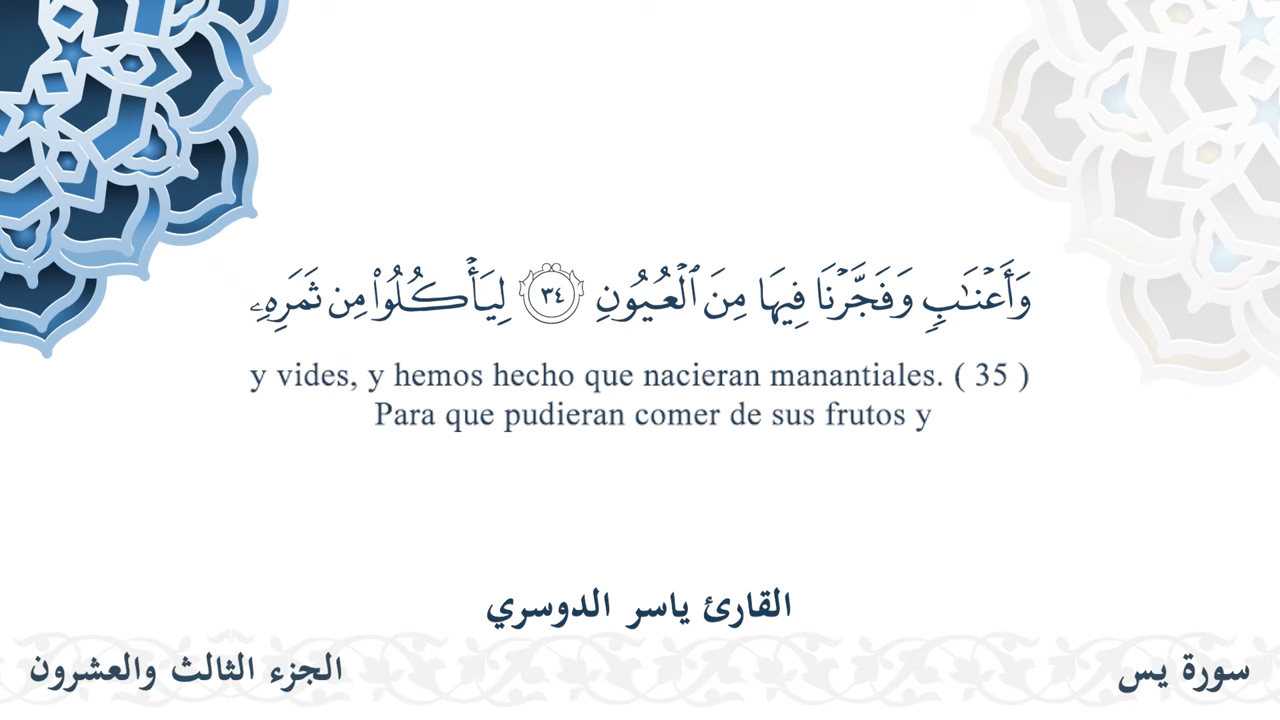 وَأَعْنَٰبٍ وَفَجَّرْنَا فِيهَا مِنَ ٱلْعُيُونِ ٣٤ لِيَأْكُلُوا۟ مِن ثَمَرِهِۦ
y vides, y hemos hecho que nacieran manantiales. ( 35 )
Para que pudieran comer de sus frutos y
القارئ ياسر الدوسري
سورة يس
الجزء الثالث والعشرون